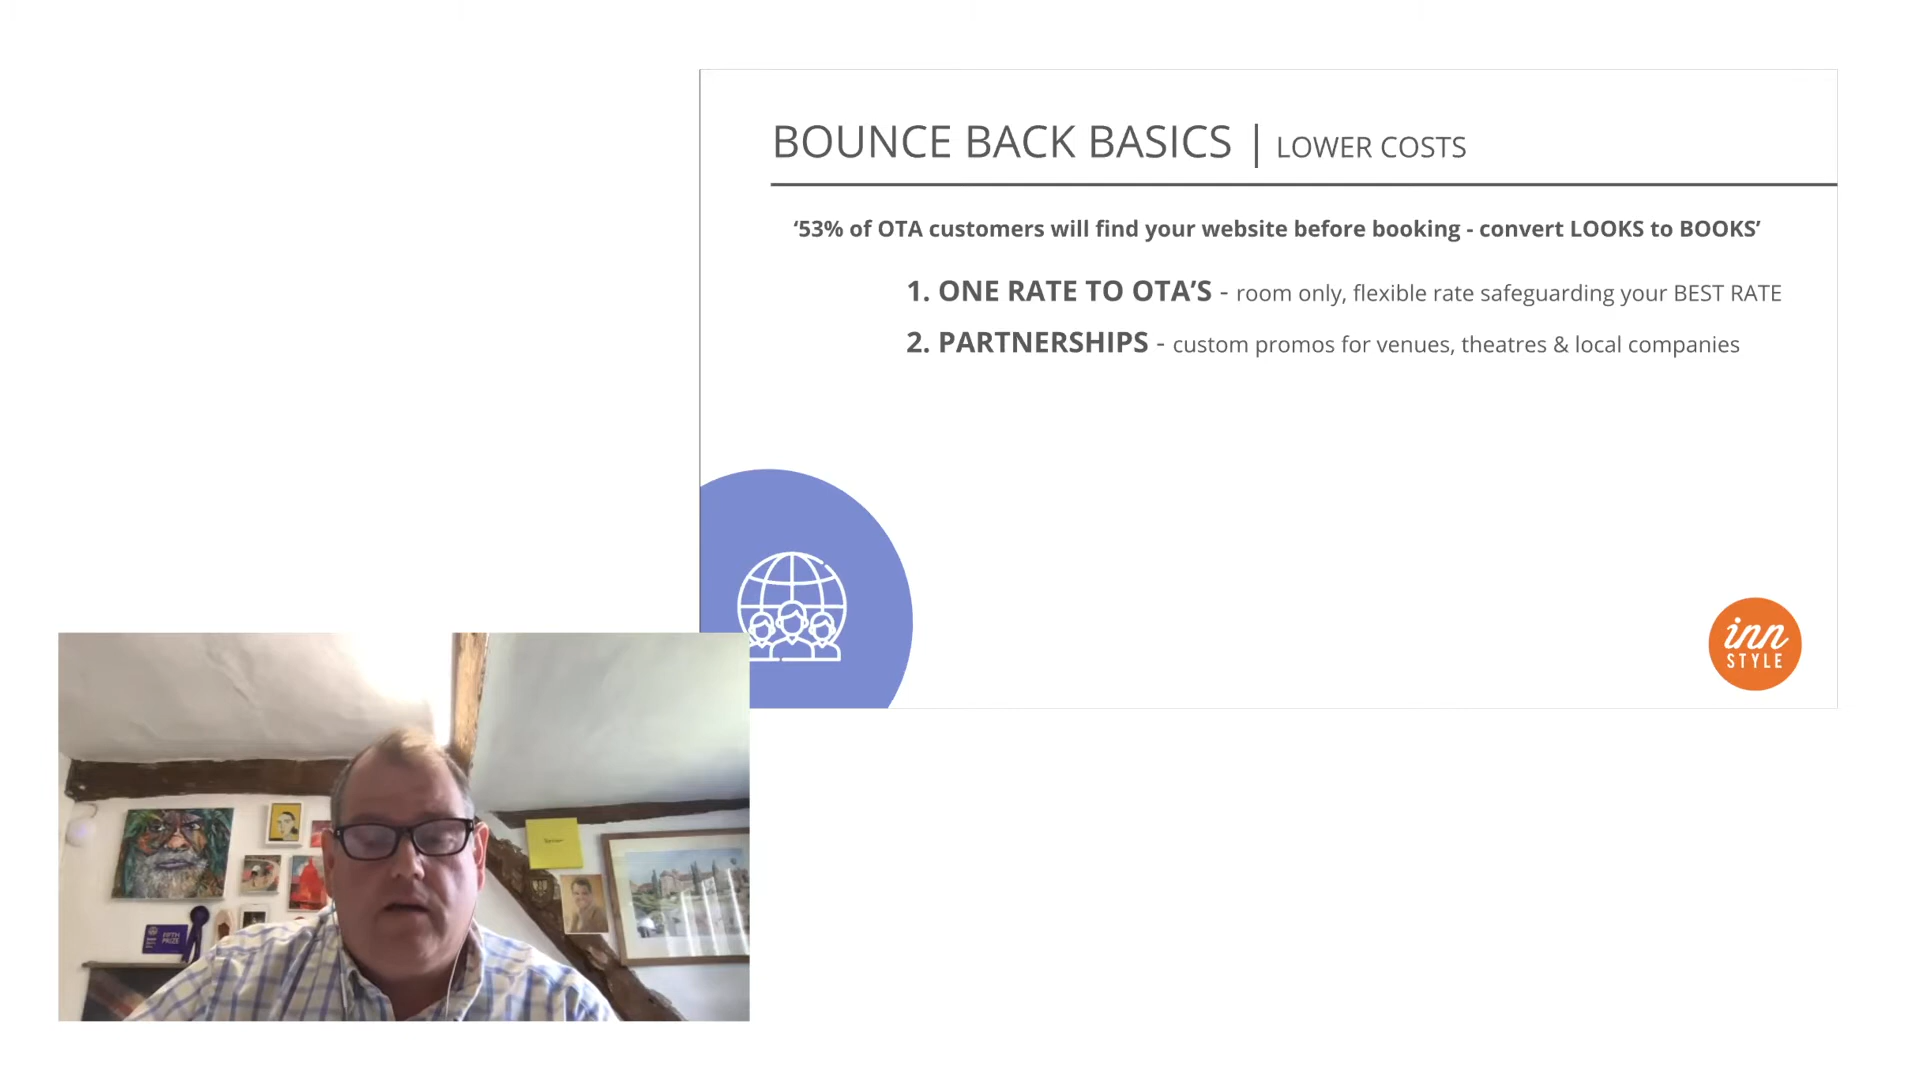 BOUNCE BACK BASICS | LOWER COSTS
‘53% of OTA customers will find your website before booking - convert LOOKS to BOOKS’
1. ONE RATE TO OTA’S - room only, flexible rate safeguarding your BEST RATE
2. PARTNERSHIPS - custom promos for venues, theatres & local companies
inn
STYLE
FIFTH
PRIZE